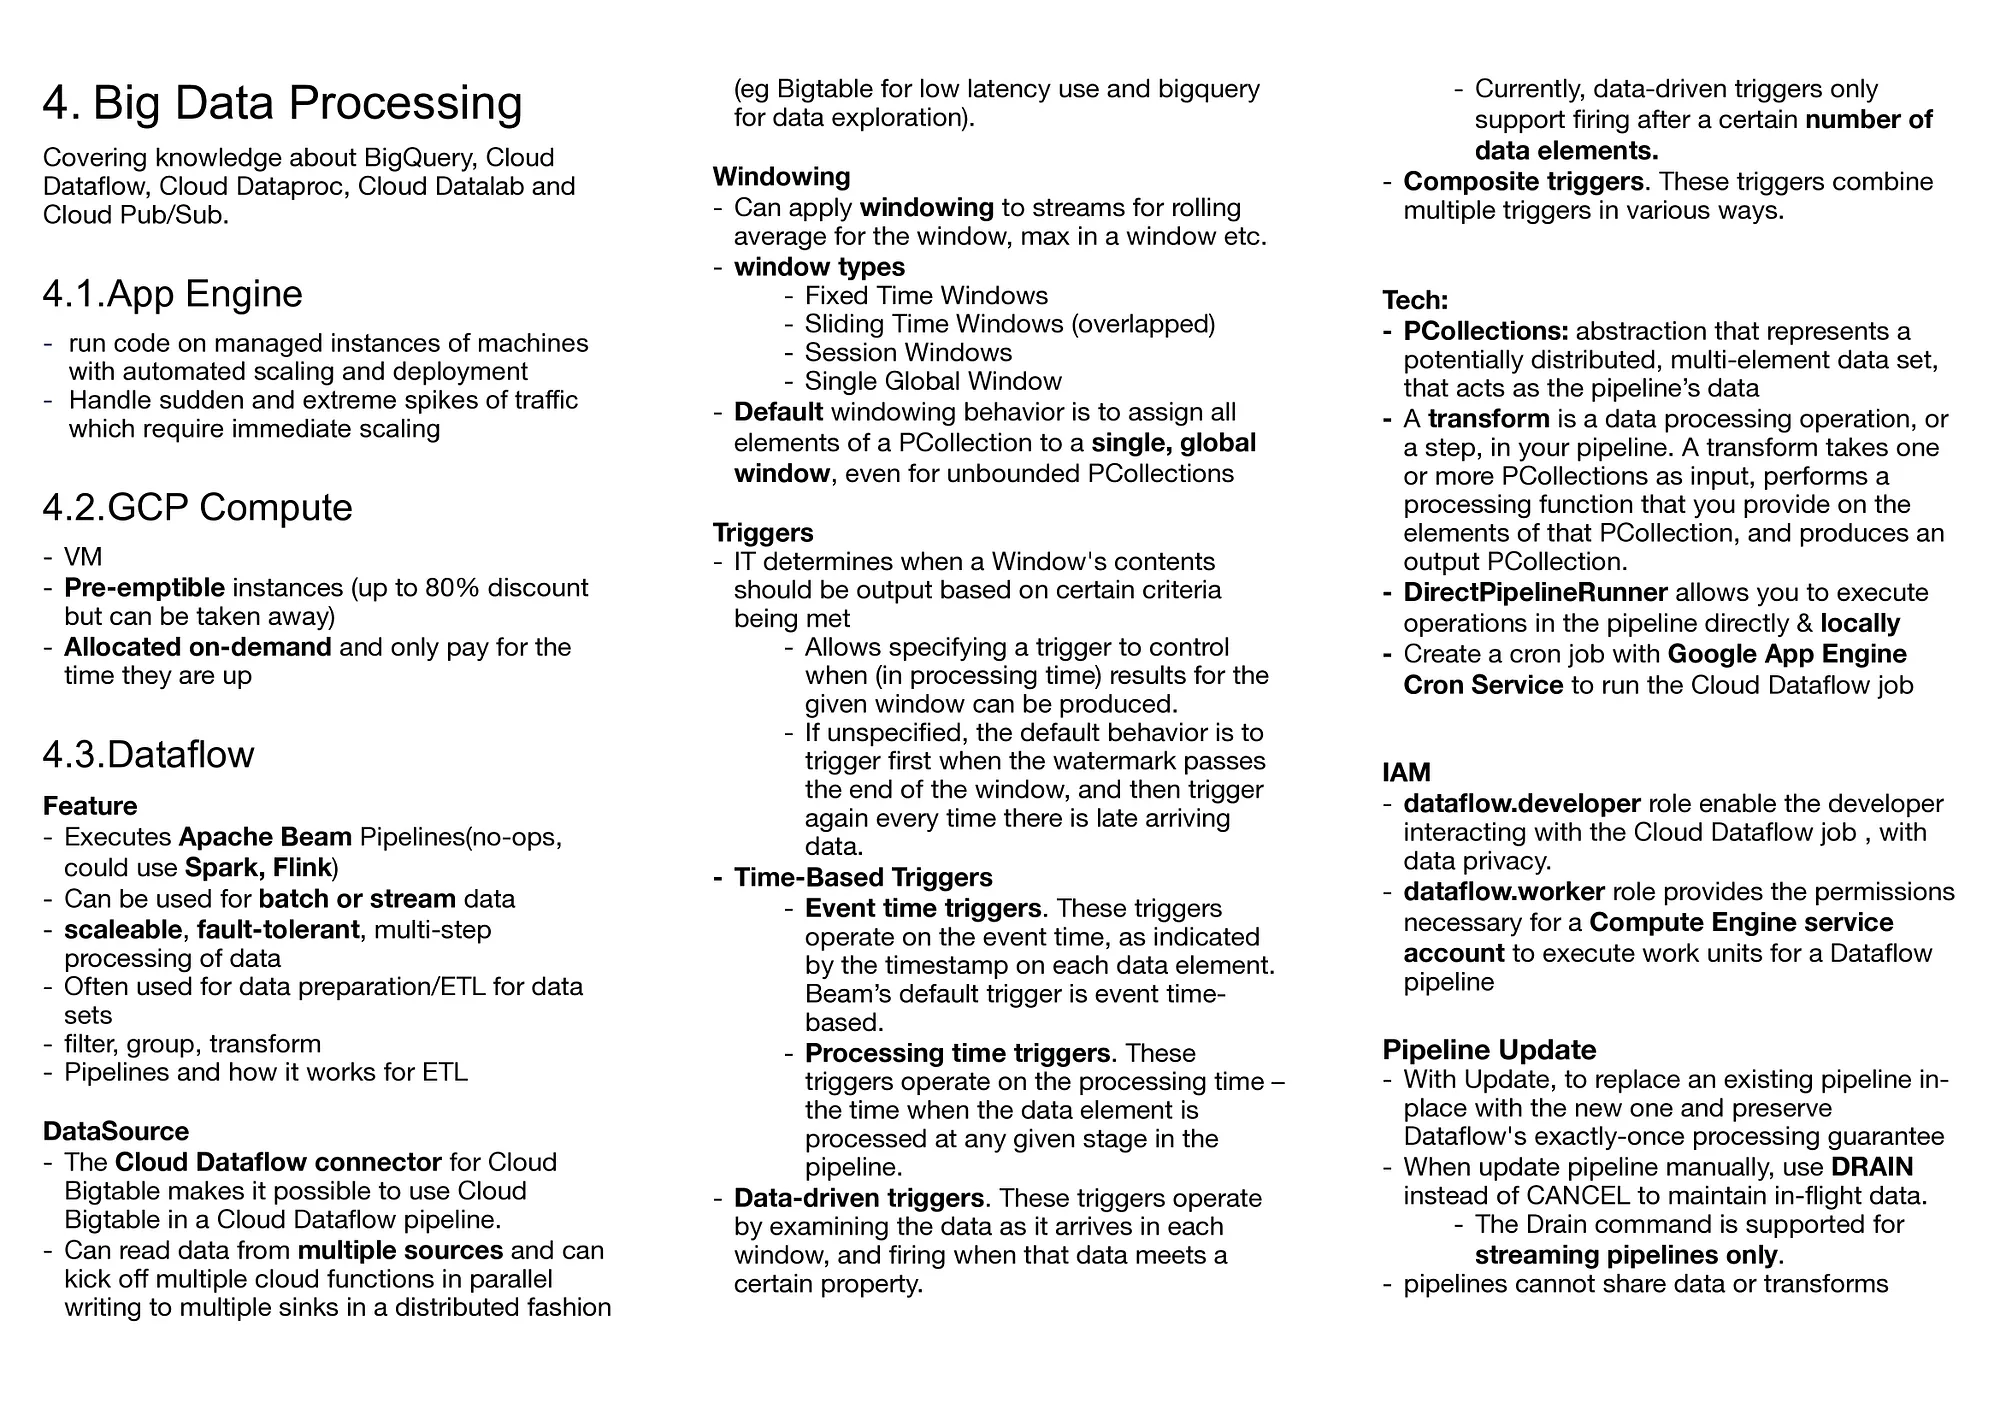 4. Big Data Processing
Covering knowledge about BigQuery, Cloud
Dataflow, Cloud Dataproc, Cloud Datalab and
Cloud Pub/Sub.
4.1.App Engine
- run code on managed instances of machines
with automated scaling and deployment
- Handle sudden and extreme spikes of traffic
which require immediate scaling
4.2.GCP Compute
- VM
- Pre-emptible instances (up to 80% discount
but can be taken away)
- Allocated on-demand and only pay for the
time they are up
4.3.Dataflow
Feature
- Executes Apache Beam Pipelines(no-ops,
could use Spark, Flink)
- Can be used for batch or stream data
- scaleable, fault-tolerant, multi-step
processing of data
- Often used for data preparation/ETL for data
sets
- filter, group, transform
- Pipelines and how it works for ETL
DataSource
- The Cloud Dataflow connector for Cloud
Bigtable makes it possible to use Cloud
Bigtable in a Cloud Dataflow pipeline.
- Can read data from multiple sources and can
kick off multiple cloud functions in parallel
writing to multiple sinks in a distributed fashion
(eg Bigtable for low latency use and bigquery
for data exploration).
Windowing
- Can apply windowing to streams for rolling
average for the window, max in a window etc.
- window types
- Fixed Time Windows
- Sliding Time Windows (overlapped)
- Session Windows
- Single Global Window
- Default windowing behavior is to assign all
elements of a PCollection to a single, global
window, even for unbounded PCollections
Triggers
- IT determines when a Window's contents
should be output based on certain criteria
being met
- Allows specifying a trigger to control
when (in processing time) results for the
given window can be produced.
- If unspecified, the default behavior is to
trigger first when the watermark passes
the end of the window, and then trigger
again every time there is late arriving
data.
- Time-Based Triggers
- Event time triggers. These triggers
operate on the event time, as indicated
by the timestamp on each data element.
Beam’s default trigger is event time-
based.
- Processing time triggers. These
triggers operate on the processing time –
the time when the data element is
processed at any given stage in the
pipeline.
- Data-driven triggers. These triggers operate
by examining the data as it arrives in each
window, and firing when that data meets a
certain property.
- Currently, data-driven triggers only
support firing after a certain number of
data elements.
- Composite triggers. These triggers combine
multiple triggers in various ways.
Tech:
- PCollections: abstraction that represents a
potentially distributed, multi-element data set,
that acts as the pipeline’s data
- A transform is a data processing operation, or
a step, in your pipeline. A transform takes one
or more PCollections as input, performs a
processing function that you provide on the
elements of that PCollection, and produces an
output PCollection.
- DirectPipelineRunner allows you to execute
operations in the pipeline directly & locally
- Create a cron job with Google App Engine
Cron Service to run the Cloud Dataflow job
IAM
- dataflow.developer role enable the developer
interacting with the Cloud Dataflow job , with
data privacy.
- dataflow.worker role provides the permissions
necessary for a Compute Engine service
account to execute work units for a Dataflow
pipeline
Pipeline Update
- With Update, to replace an existing pipeline in-
place with the new one and preserve
Dataflow's exactly-once processing guarantee
- When update pipeline manually, use DRAIN
instead of CANCEL to maintain in-flight data.
- The Drain command is supported for
streaming pipelines only.
- pipelines cannot share data or transforms